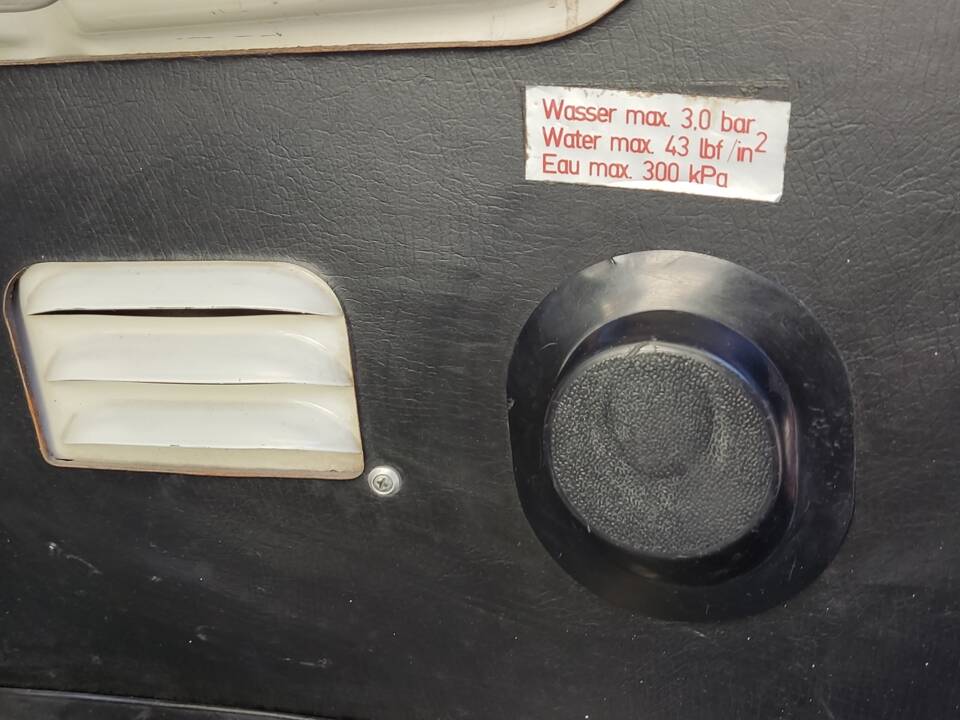 Wasser max. 3,0 bar
Water max. 43 lbf/in²
Eau max. 300 kPa